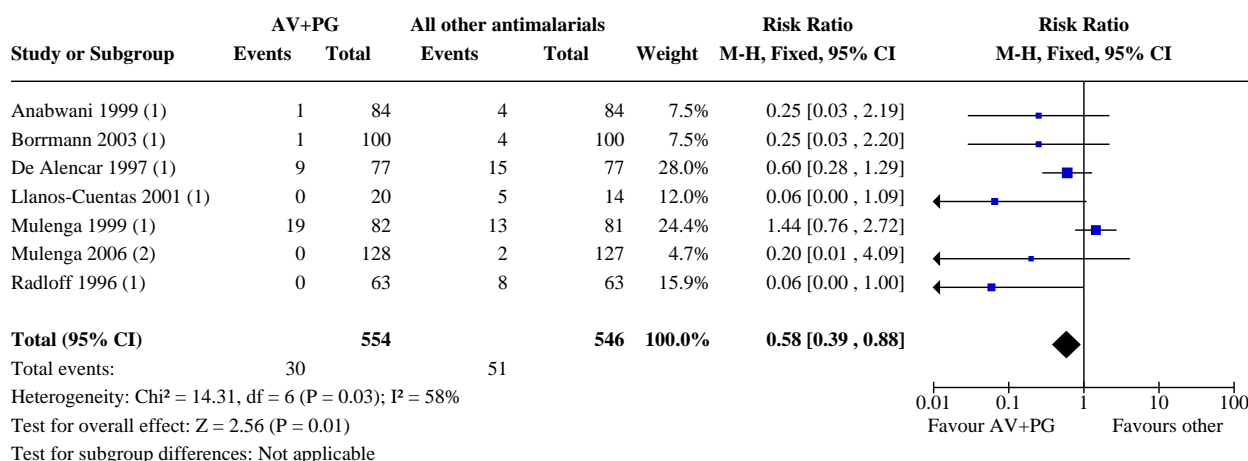 AV+PG All other antimalarials Risk Ratio Risk Ratio
Study or Subgroup Events Total Events Total Weight M-H, Fixed, 95% CI M-H, Fixed, 95% CI
Anabwani 1999 (1) 1 84 4 84 7.5% 0.25 [0.03 , 2.19]
Borrmann 2003 (1) 1 100 4 100 7.5% 0.25 [0.03 , 2.20]
De Alencar 1997 (1) 9 77 15 77 28.0% 0.60 [0.28 , 1.29]
Llanos-Cuentas 2001 (1) 0 20 5 14 12.0% 0.06 [0.00 , 1.09]
Mulenga 1999 (1) 19 82 13 81 24.4% 1.44 [0.76 , 2.72]
Mulenga 2006 (2) 0 128 2 127 4.7% 0.20 [0.01 , 4.09]
Radloff 1996 (1) 0 63 8 63 15.9% 0.06 [0.00 , 1.00]
Total (95% CI) 554 546 100.0% 0.58 [0.39 , 0.88]
Total events: 30 51
Heterogeneity: Chi² = 14.31, df = 6 (P = 0.03); I² = 58%
0.01 0.1 1 10 100
Test for overall effect: Z = 2.56 (P = 0.01) Favour AV+PG Favours other
Test for subgroup differences: Not applicable